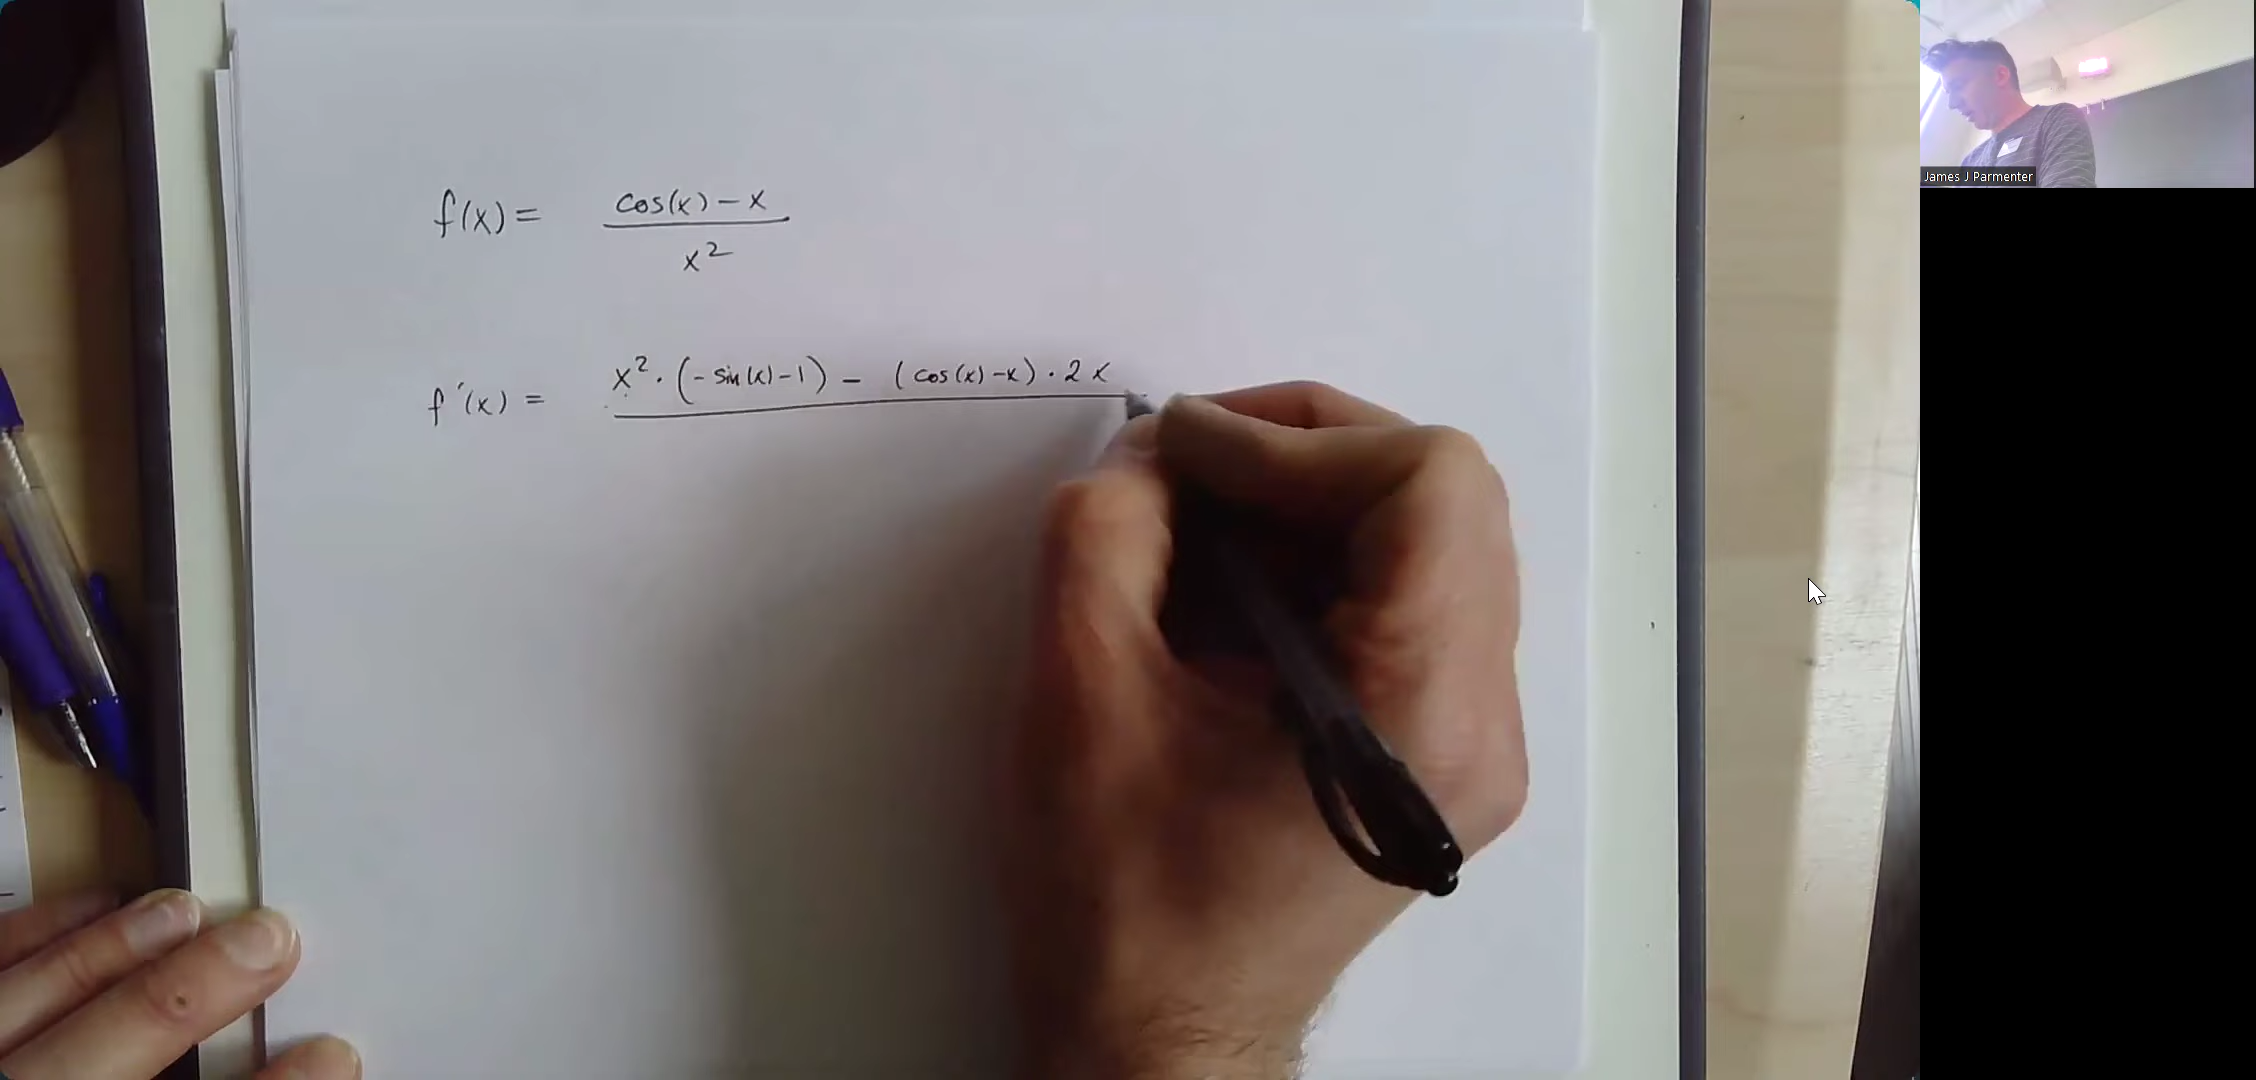 f(x) = cos(x) - x
x²
f'(x) = x² · (- sin(x) - 1) - (cos(x) - x) · 2x
James J Parmenter